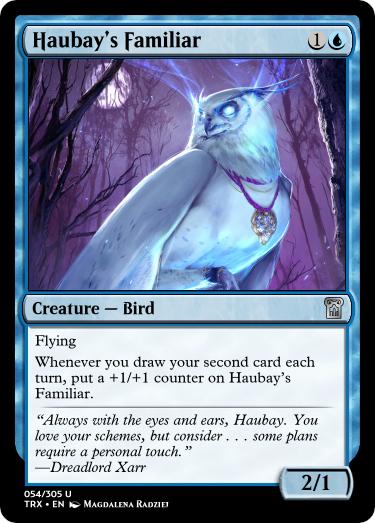 Haubay's Familiar 1
Creature — Bird
Flying
Whenever you draw your second card each
turn, put a +1/+1 counter on Haubay's
Familiar.
“Always with the eyes and ears, Haubay. You
love your schemes, but consider . . . some plans
require a personal touch.”
—Dreadlord Xarr
2/1
054/305 U
TRX • EN Magdalena Radziej